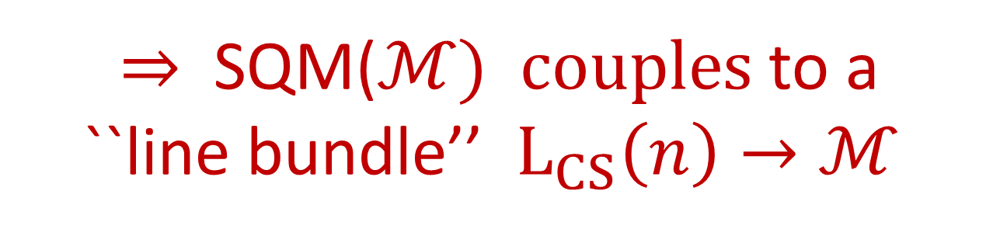 ⇒ SQM(ℳ) couples to a
``line bundle’’ L_CS(𝑛) → ℳ